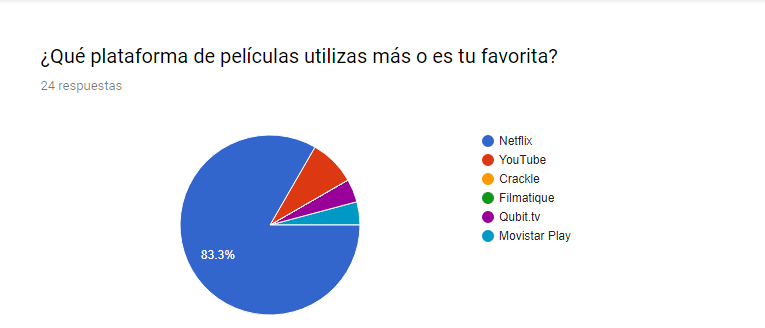 ¿Qué plataforma de películas utilizas más o es tu favorita?
24 respuestas
83.3%
Netflix
YouTube
Crackle
Filmatique
Qubit.tv
Movistar Play